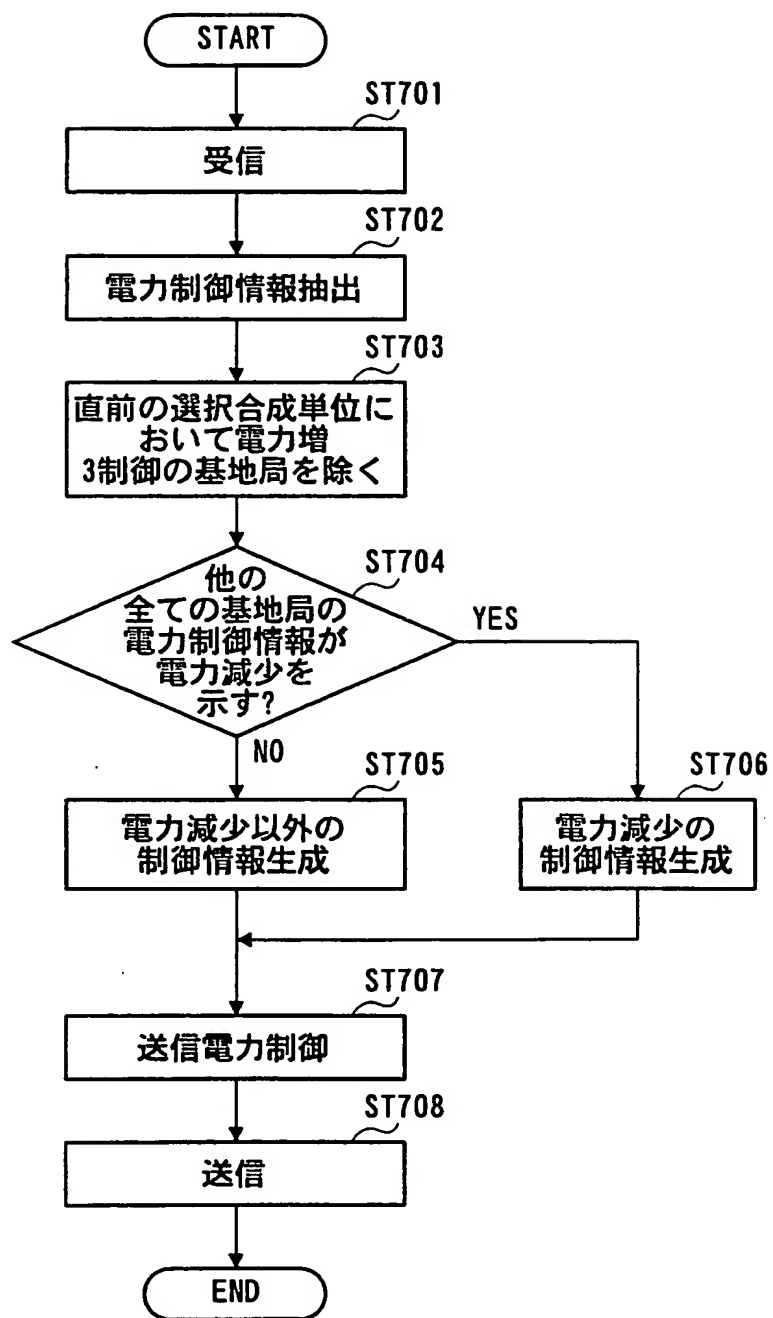 START
ST701
受信
ST702
電力制御情報抽出
ST703
直前の選択合成単位に
おいて電力増
3制御の基地局を除く
ST704
他の
全ての基地局の
電力制御情報が
電力減少を
示す?
YES
NO
ST705
電力減少以外の
制御情報生成
ST706
電力減少の
制御情報生成
ST707
送信電力制御
ST708
送信
END